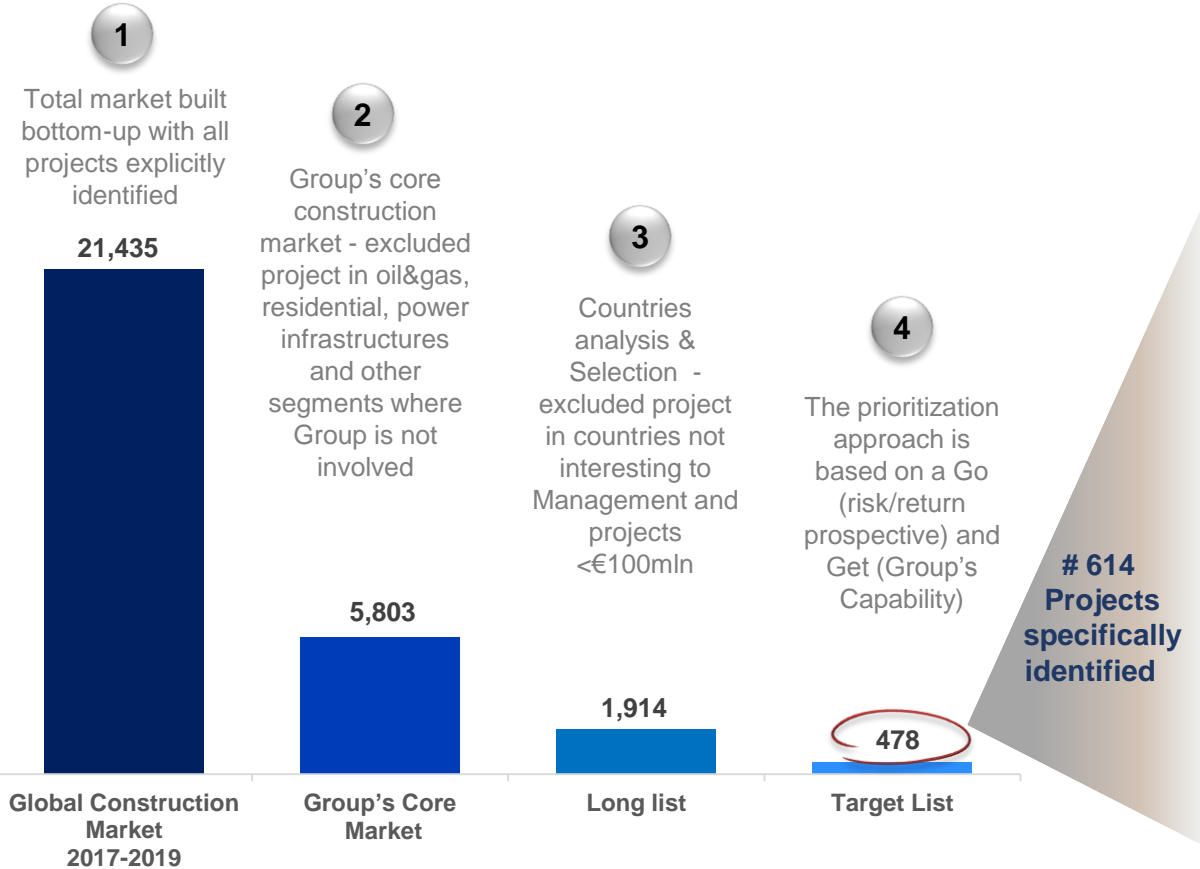 1
Total market built
bottom-up with all
projects explicitly
identified
21,435
2
Group's core
construction
market - excluded
project in oil&gas,
residential, power
infrastructures
and other
segments where
Group is not
involved
5,803
3
Countries
analysis &
Selection -
excluded project
in countries not
interesting to
Management and
projects
<€100mln
1,914
4
The prioritization
approach is
based on a Go
(risk/return
prospective) and
Get (Group's
Capability)
478
# 614
Projects
specifically
identified
Global Construction
Market
2017-2019
Group's Core
Market
Long list
Target List